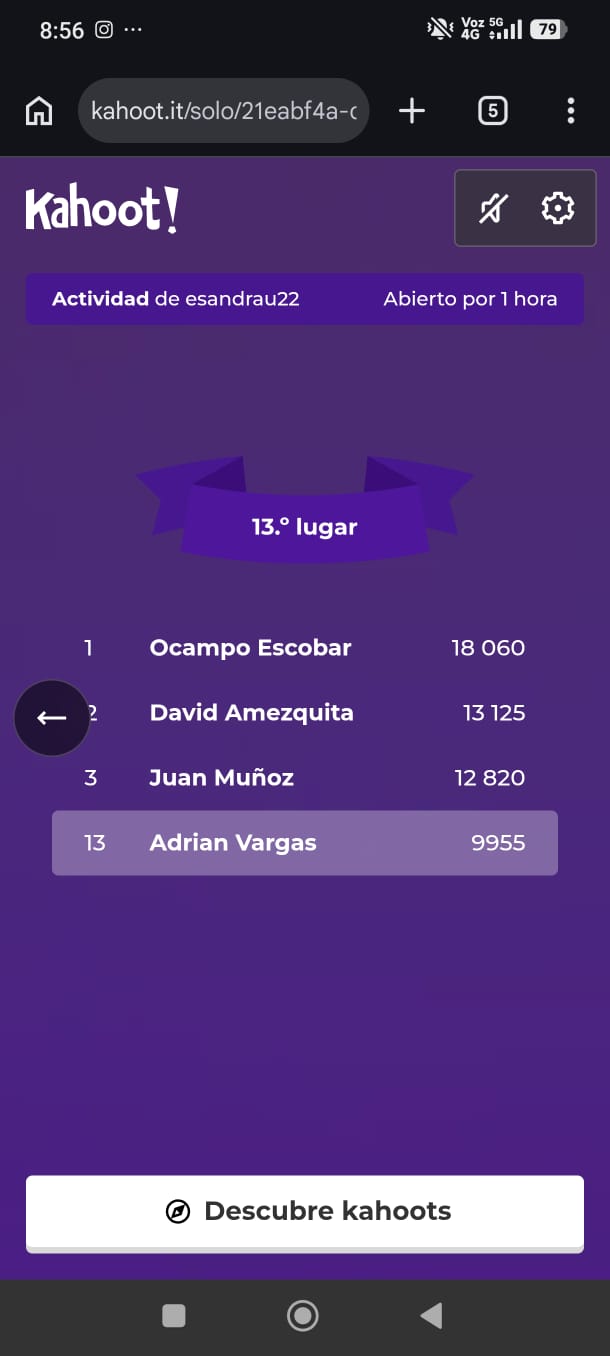 8:56
Voz 5G
4G
79
kahoot.it/solo/21eabf4a-c
5
Kahoot!
Actividad de esandrau22 Abierto por 1 hora
13.º lugar
1 Ocampo Escobar 18 060
2 David Amezquita 13 125
3 Juan Muñoz 12 820
13 Adrian Vargas 9955
Descubre kahoots